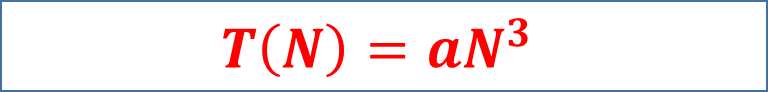 T(N) = aN³